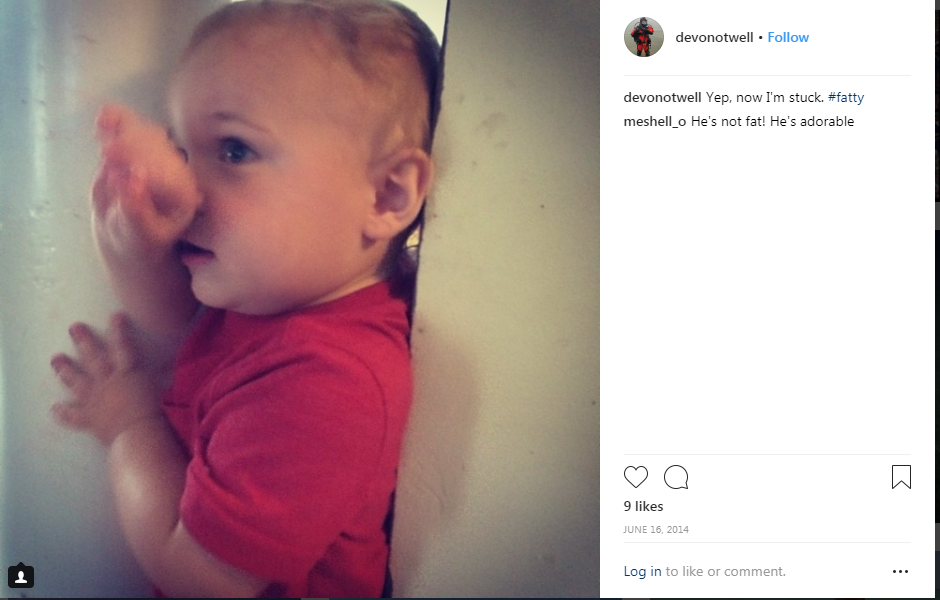 devonotwell • Follow
devonotwell Yep, now I'm stuck. #fatty
meshell_o He's not fat! He's adorable
9 likes
JUNE 16, 2014
Log in to like or comment.